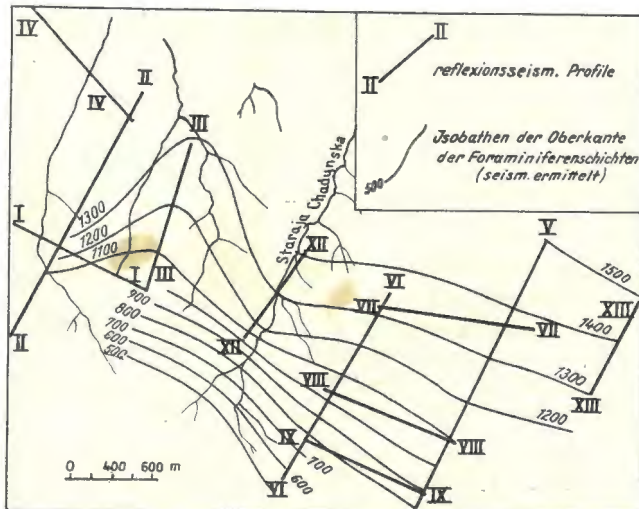 IV
IV
II
III
II
II
reflexionsseism. Profile
500
Isobathen der Oberkante
der Foraminiferenschichten
(seism. ermittelt)
Staraja Chadynska
I
1300
1200
1100
I
III
II
900
800
700
600
500
XII
XII
VI
VII
VII
V
1500
XIII
1400
1300
XIII
1200
VIII
VIII
IX
IX
700
600
VI
0 400 600 m